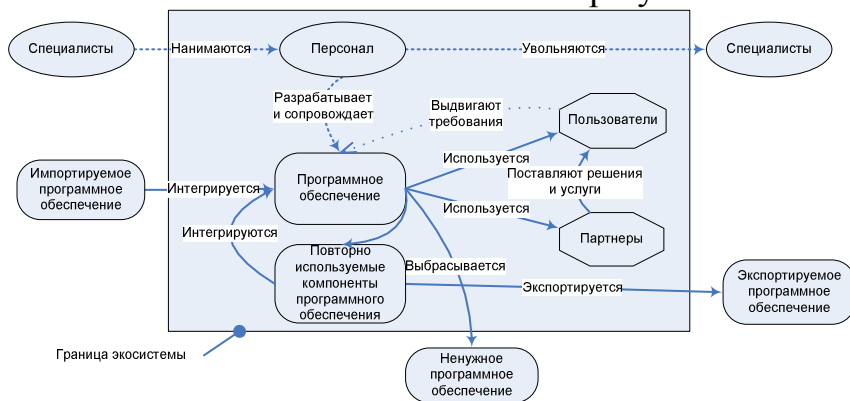 Специалисты
Нанимаются
Персонал
Увольняются
Специалисты
Разрабатывает
и сопровождает
Выдвигают
требования
Пользователи
Импортируемое
программное
обеспечение
Интегрируется
Программное
обеспечение
Используется
Поставляют решения
и услуги
Используется
Интегрируются
Партнеры
Повторно
используемые
компоненты
программного
обеспечения
Выбрасывается
Экспортируется
Экспортируемое
программное
обеспечение
Граница экосистемы
Ненужное
программное
обеспечение